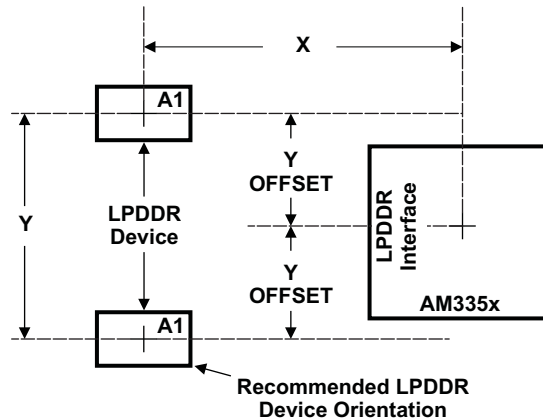 X
A1
Y
OFFSET
Y
LPDDR
Device
LPDDR
Interface
Y
OFFSET
A1
AM335x
Recommended LPDDR
Device Orientation